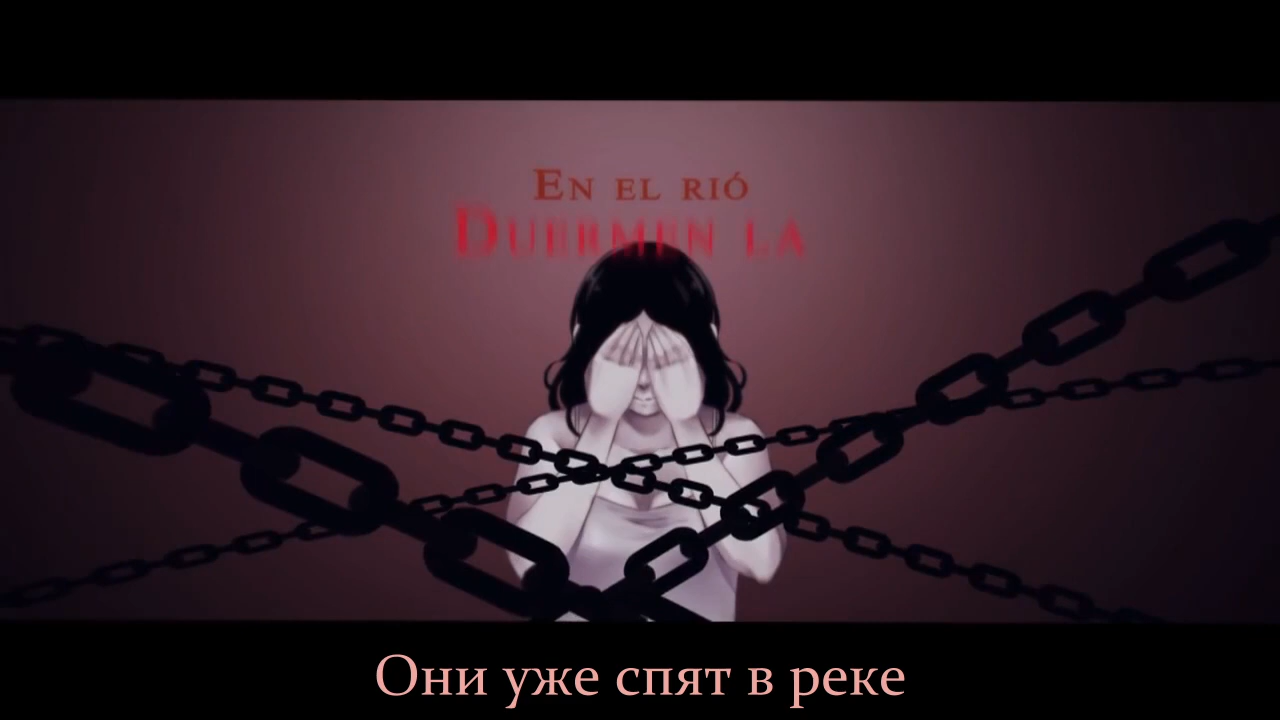 En el rió
Duermen la
Они уже спят в реке